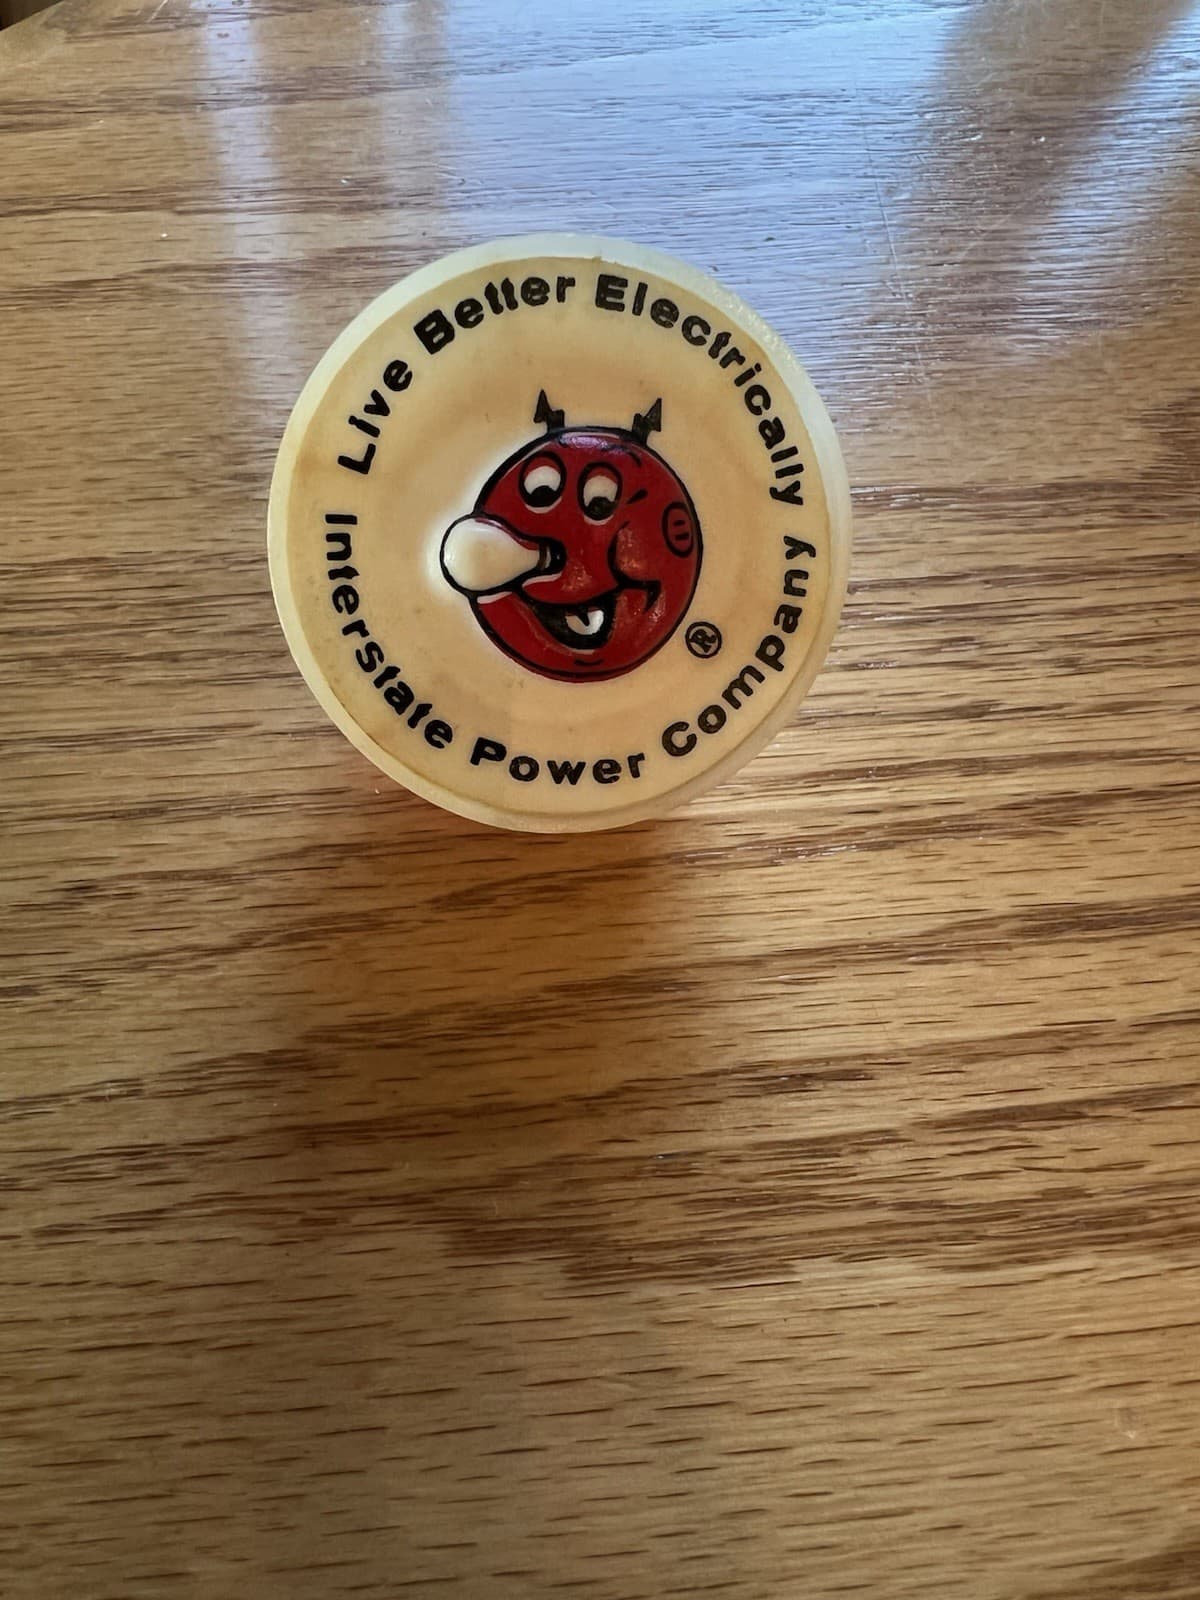 Live Better Electrically
Interstate Power Company
®